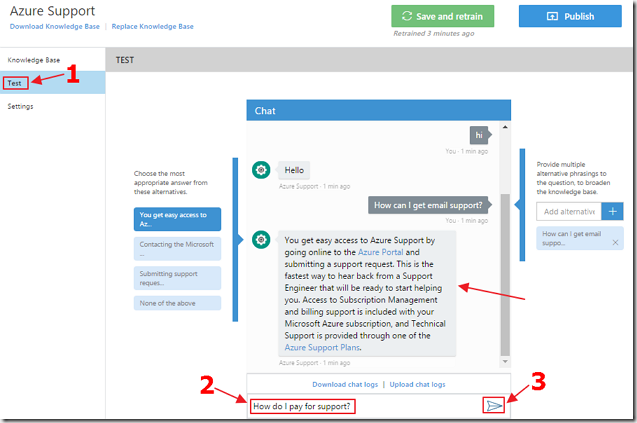 Azure Support
Download Knowledge Base | Replace Knowledge Base
Save and retrain
Retrained 3 minutes ago
Publish
Knowledge Base
Test
Settings
1
TEST
Chat
hi
You - 1 min ago
Hello
Azure Support - 1 min ago
How can I get email support?
You - 1 min ago
You get easy access to Azure Support by
going online to the Azure Portal and
submitting a support request. This is the
fastest way to hear back from a Support
Engineer that will be ready to start helping
you. Access to Subscription Management
and billing support is included with your
Microsoft Azure subscription, and Technical
Support is provided through one of the
Azure Support Plans.
Azure Support - 1 min ago
Choose the most
appropriate answer from
these alternatives.
You get easy access to
Az...
Contacting the Microsoft
...
Submitting support
reques...
None of the above
Provide multiple
alternative phrasings to
the question, to broaden
the knowledge base.
Add alternative
+
How can I get email
suppo...
×
Download chat logs | Upload chat logs
2
How do I pay for support?
3